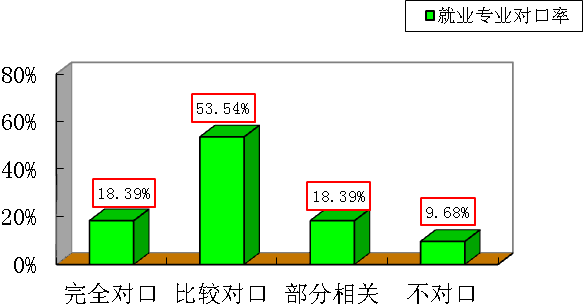 就业专业对口率
80%
60%
40%
20%
0%
18.39%
53.54%
18.39%
9.68%
完全对口
比较对口
部分相关
不对口